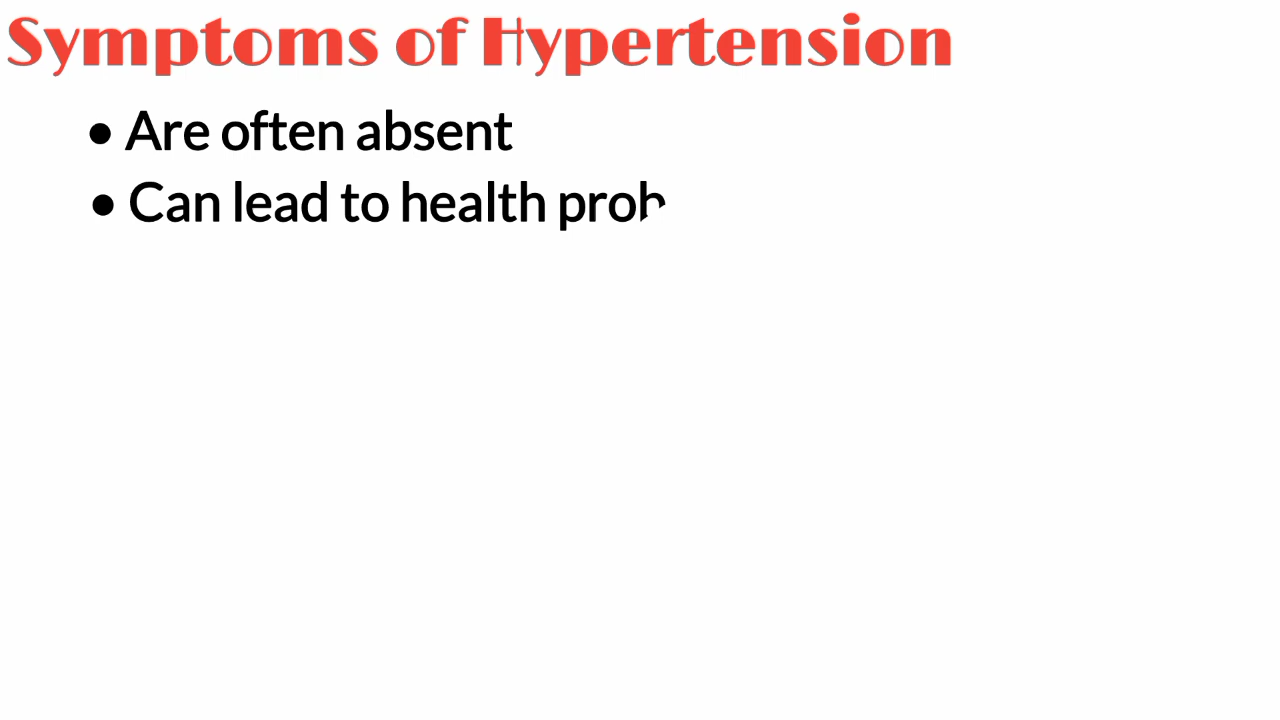 Symptoms of Hypertension
• Are often absent
• Can lead to health prob